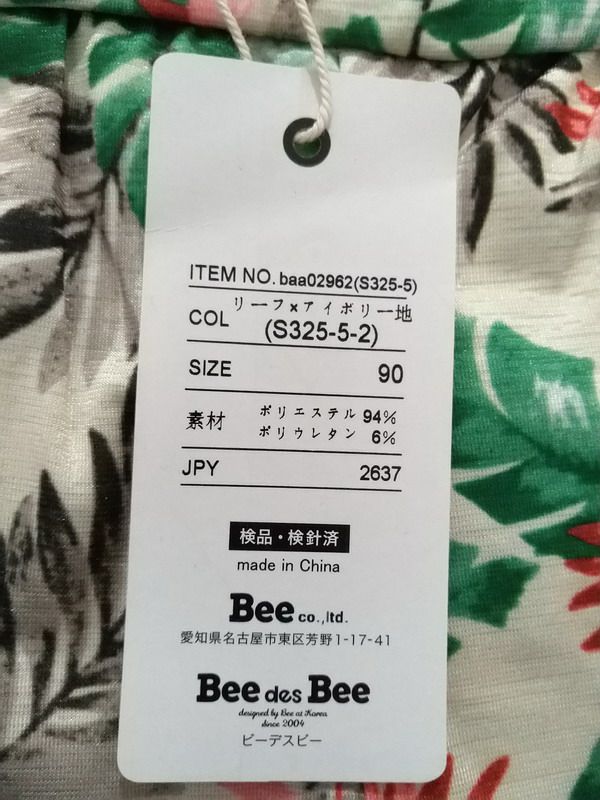 ITEM NO. baa02962(S325-5)
COL リーフ×アイボリー地
(S325-5-2)
SIZE 90
素材 ポリエステル 94%
ポリウレタン 6%
JPY 2637
検品・検針済
made in China
Bee co.,ltd.
愛知県名古屋市東区芳野1-17-41
Bee des Bee
designed by Bee at Korea
since 2004
ビーデスビー